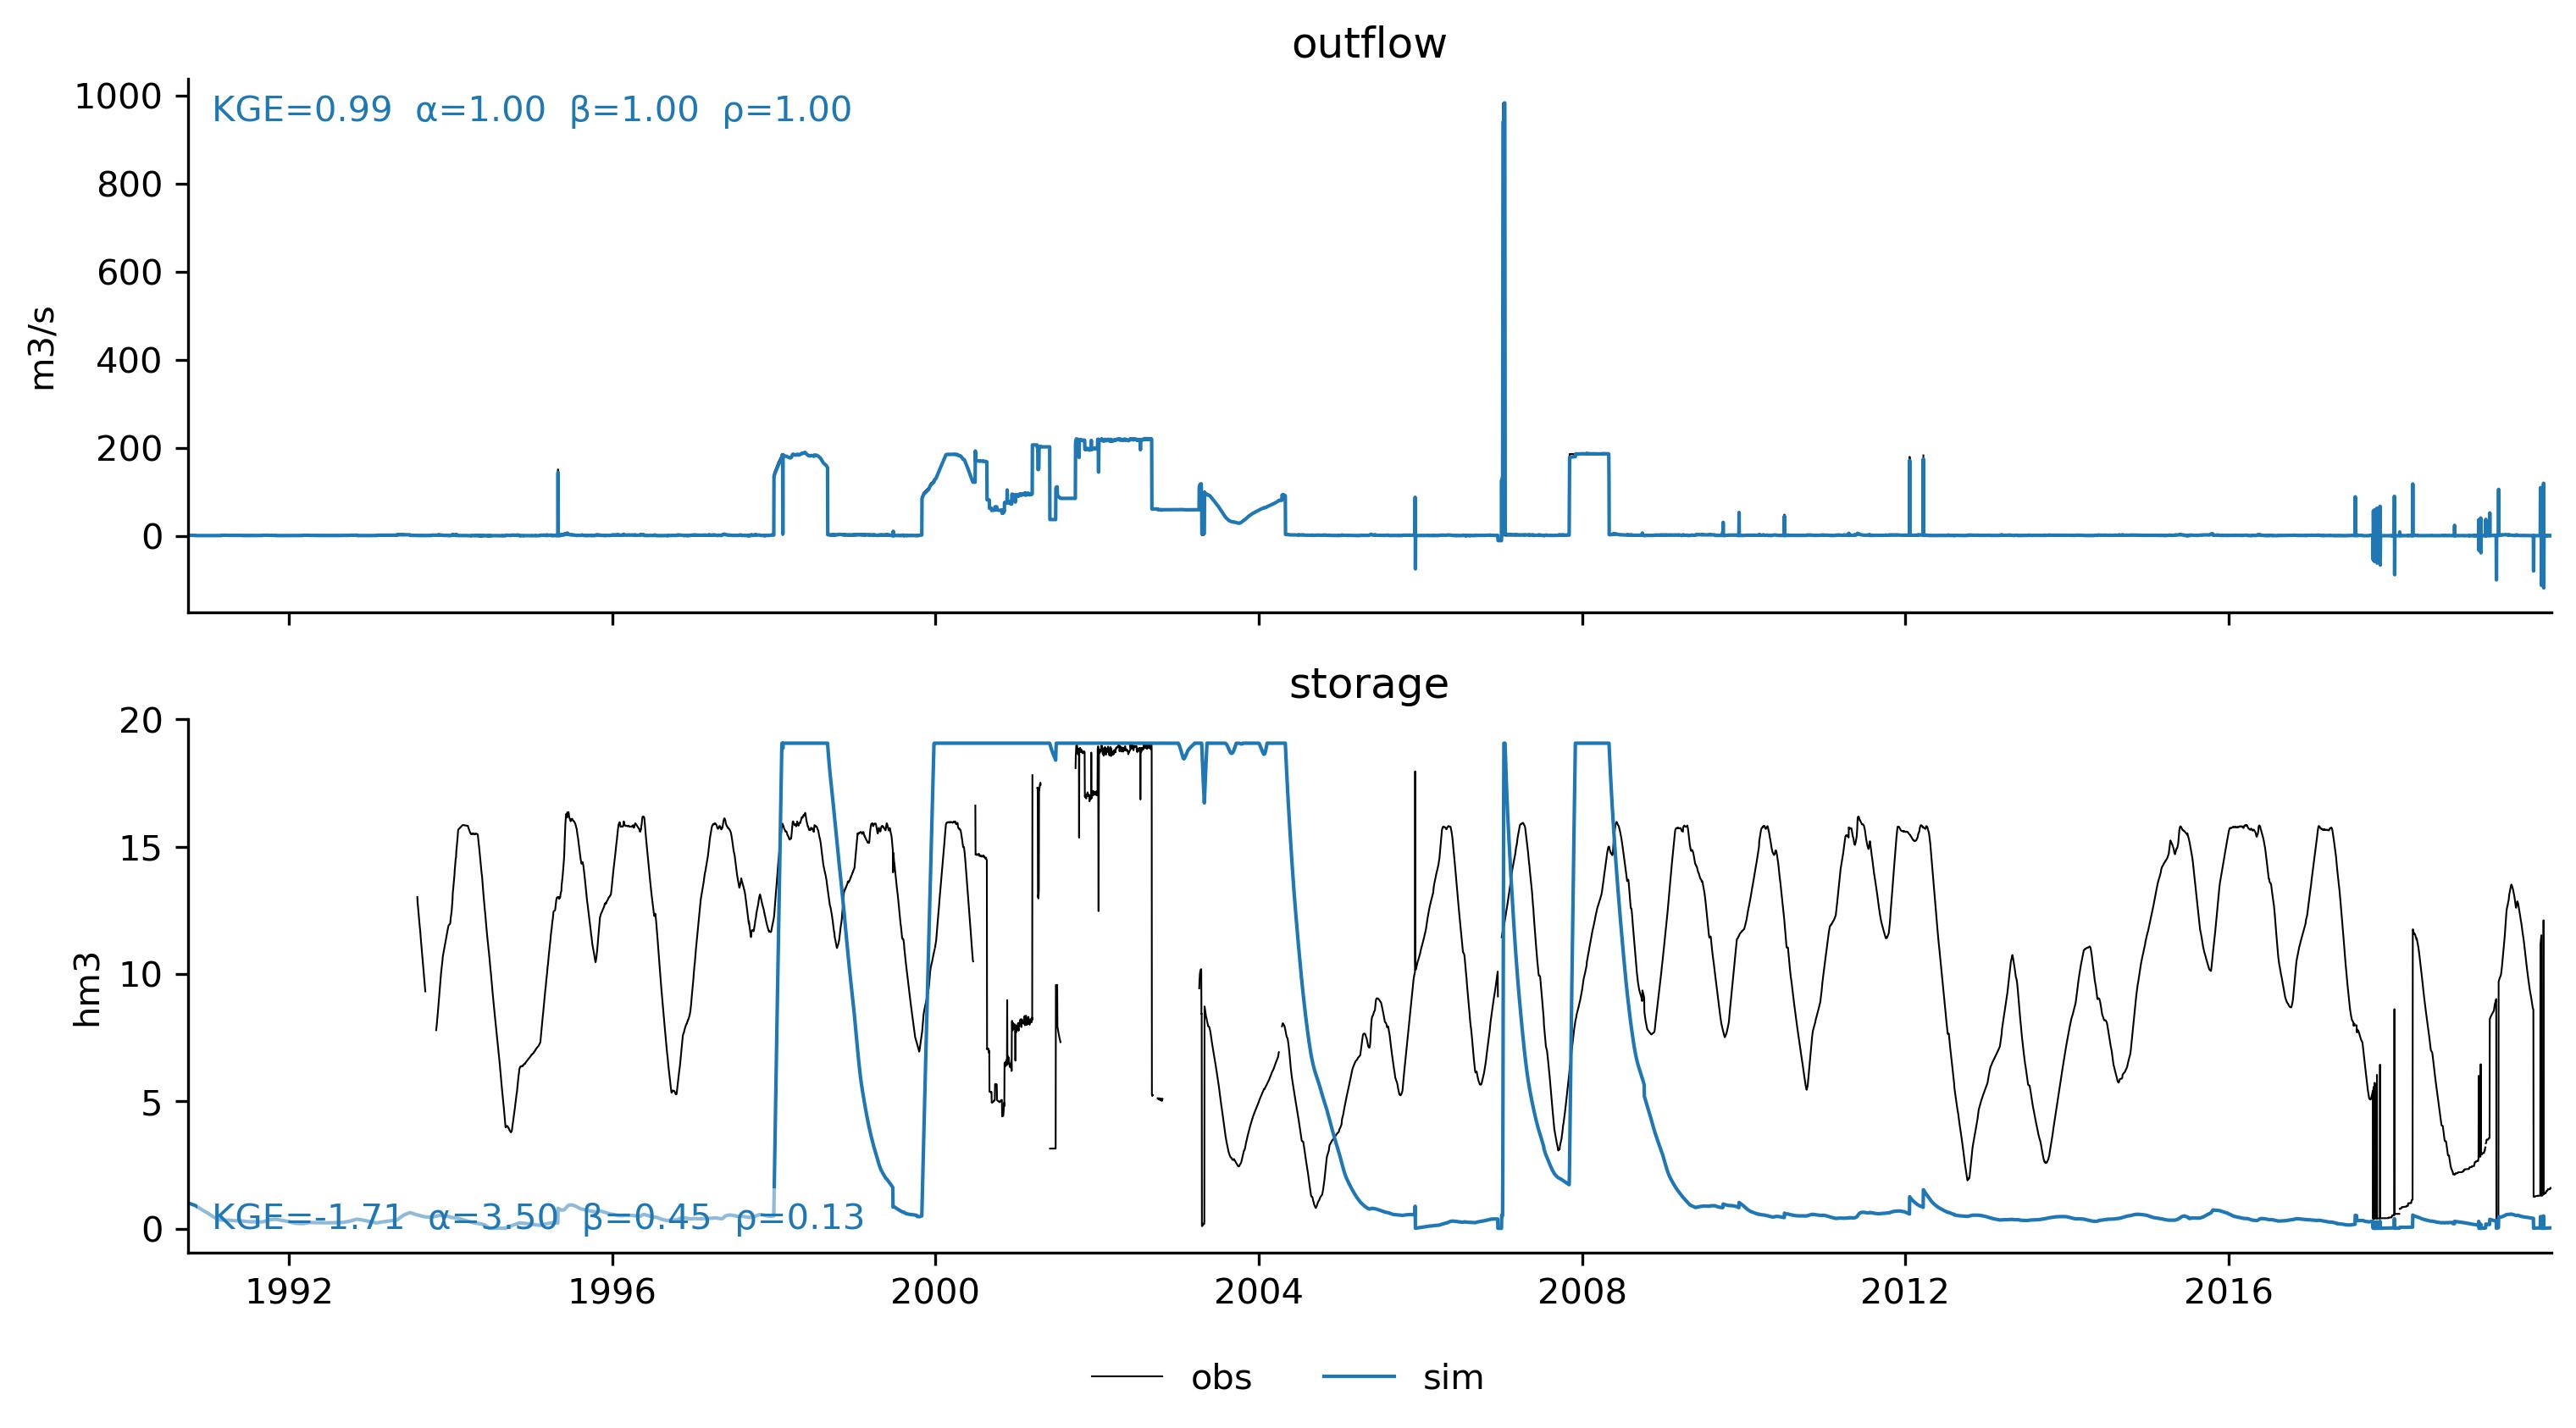 outflow
KGE=0.99 α=1.00 β=1.00 ρ=1.00
1000
800
600
400
200
0
m3/s
storage
20
15
10
5
0
hm3
KGE=-1.71 α=3.50 β=0.45 ρ=0.13
1992 1996 2000 2004 2008 2012 2016
obs sim